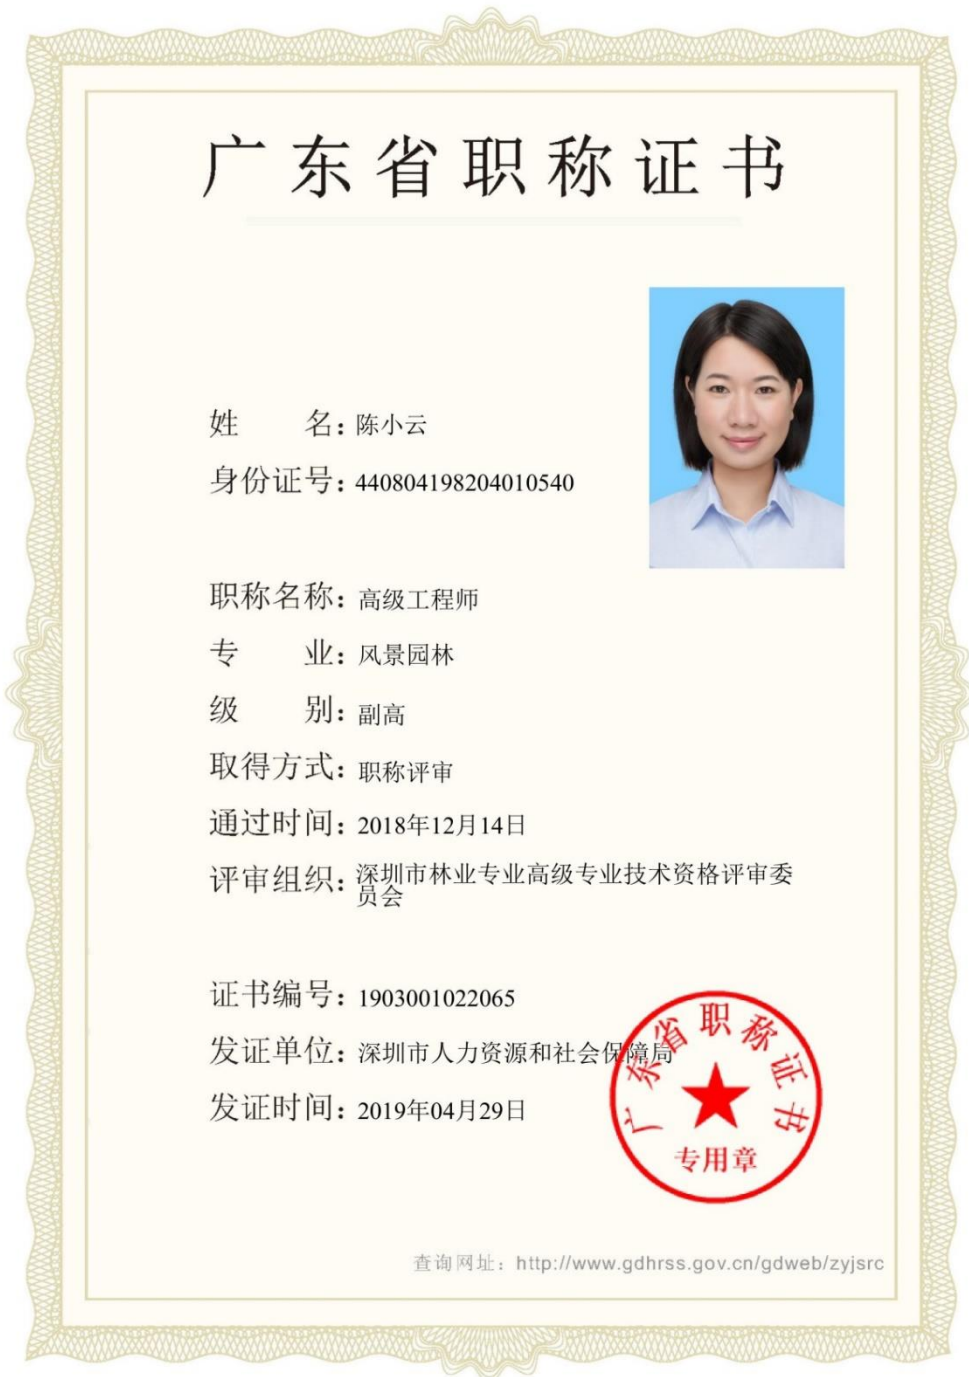 广东省职称证书
姓名：陈小云
身份证号：440804198204010540
职称名称：高级工程师
专业：风景园林
级别：副高
取得方式：职称评审
通过时间：2018年12月14日
评审组织：深圳市林业专业高级专业技术资格评审委
员会
证书编号：1903001022065
发证单位：深圳市人力资源和社会保障局
发证时间：2019年04月29日
广东省职称证书
专用章
查询网址：http://www.gdhrss.gov.cn/gdweb/zyjsrc